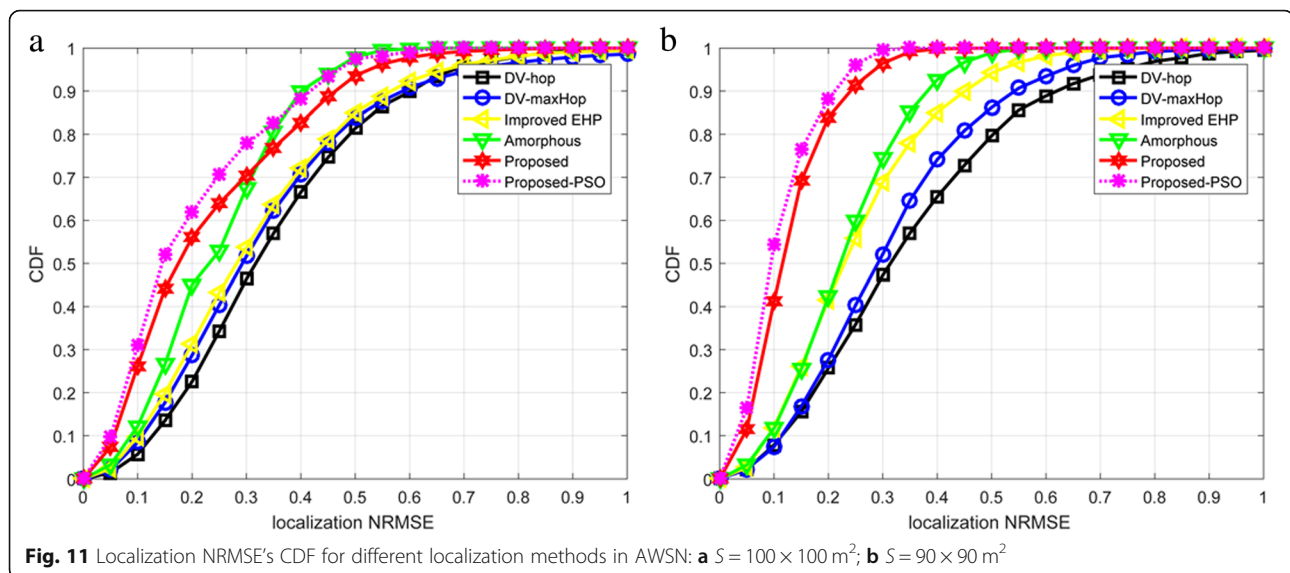 a
1
0.9
0.8
0.7
0.6
0.5
0.4
0.3
0.2
0.1
0
CDF
0 0.1 0.2 0.3 0.4 0.5 0.6 0.7 0.8 0.9 1
localization NRMSE
DV-hop
DV-maxHop
Improved EHP
Amorphous
Proposed
Proposed-PSO
b
1
0.9
0.8
0.7
0.6
0.5
0.4
0.3
0.2
0.1
0
CDF
0 0.1 0.2 0.3 0.4 0.5 0.6 0.7 0.8 0.9 1
localization NRMSE
DV-hop
DV-maxHop
Improved EHP
Amorphous
Proposed
Proposed-PSO
Fig. 11 Localization NRMSE's CDF for different localization methods in AWSN: a S = 100 × 100 m²; b S = 90 × 90 m²